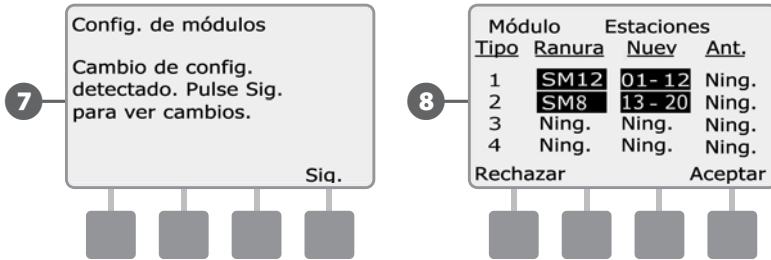 7
Config. de módulos
Cambio de config.
detectado. Pulse Sig.
para ver cambios.
Sig.
8
Módulo Estaciones
Tipo Ranura Nuev Ant.
1 SM12 01-12 Ning.
2 SM8 13-20 Ning.
3 Ning. Ning. Ning.
4 Ning. Ning. Ning.
Rechazar Aceptar